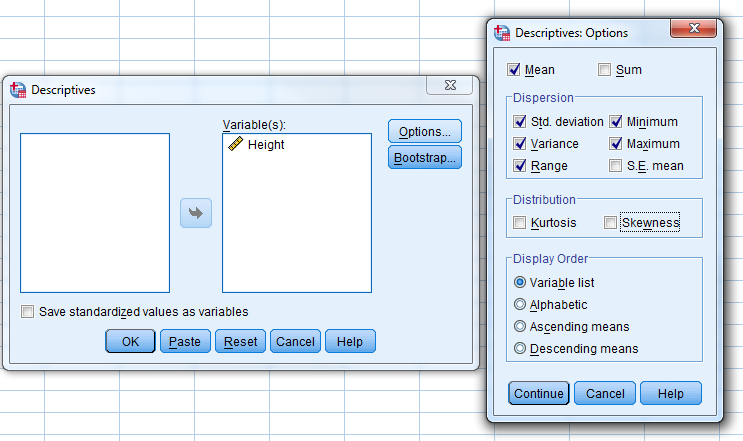 Descriptives
Variable(s):
Height
Options...
Bootstrap...
Save standardized values as variables
OK
Paste
Reset
Cancel
Help
Descriptives: Options
Mean
Sum
Dispersion
Std. deviation
Minimum
Variance
Maximum
Range
S.E. mean
Distribution
Kurtosis
Skewness
Display Order
Variable list
Alphabetic
Ascending means
Descending means
Continue
Cancel
Help